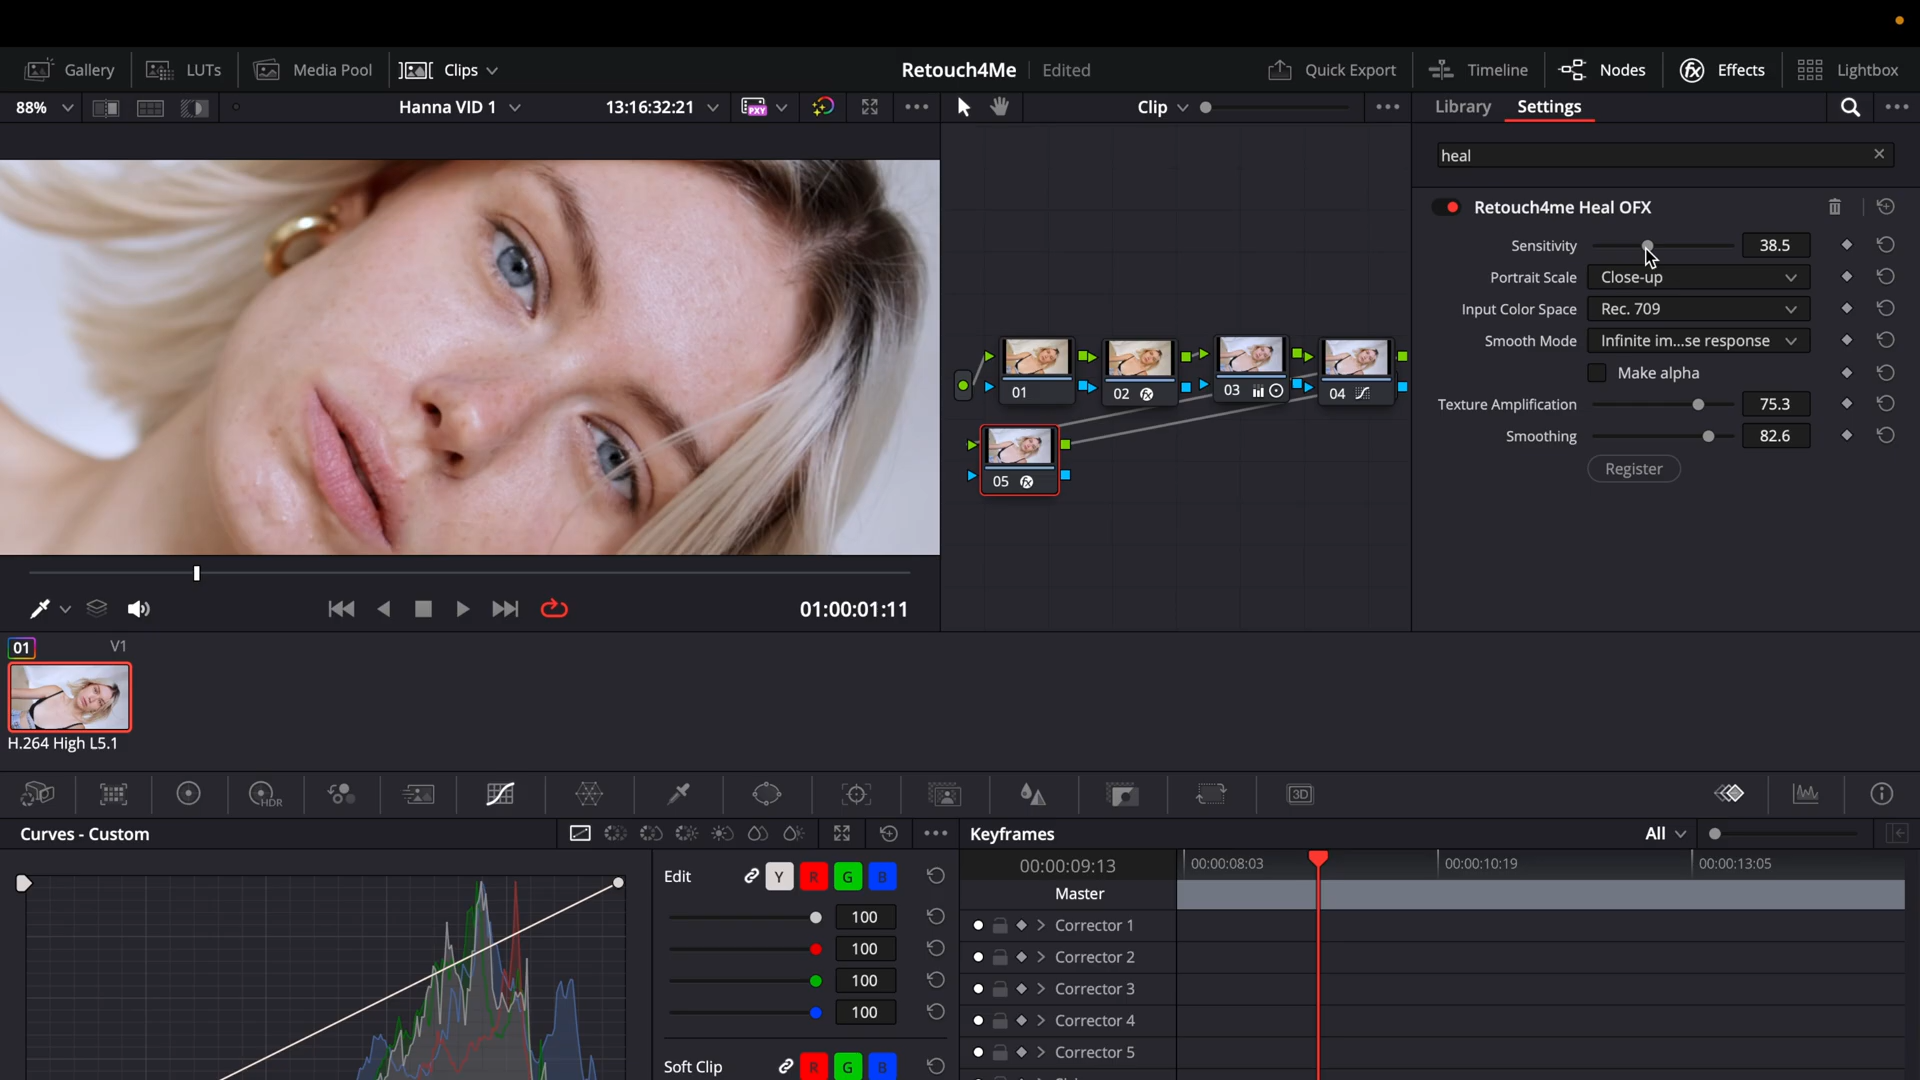 Gallery LUTs Media Pool Clips Retouch4Me Edited Quick Export Timeline Nodes Effects Lightbox
88% Hanna VID 1 13:16:32:21 PXY Clip Library Settings
heal
Retouch4me Heal OFX
Sensitivity 38.5
Portrait Scale Close-up
Input Color Space Rec. 709
Smooth Mode Infinite im...se response
Make alpha
Texture Amplification 75.3
Smoothing 82.6
Register
01 02 03 04
05
01:00:01:11
01 V1
H.264 High L5.1
HDR 3D
Curves - Custom
Edit Y R G B
100
100
100
100
Soft Clip R G B
Keyframes All
00:00:09:13 00:00:08:03 00:00:10:19 00:00:13:05
Master
Corrector 1
Corrector 2
Corrector 3
Corrector 4
Corrector 5